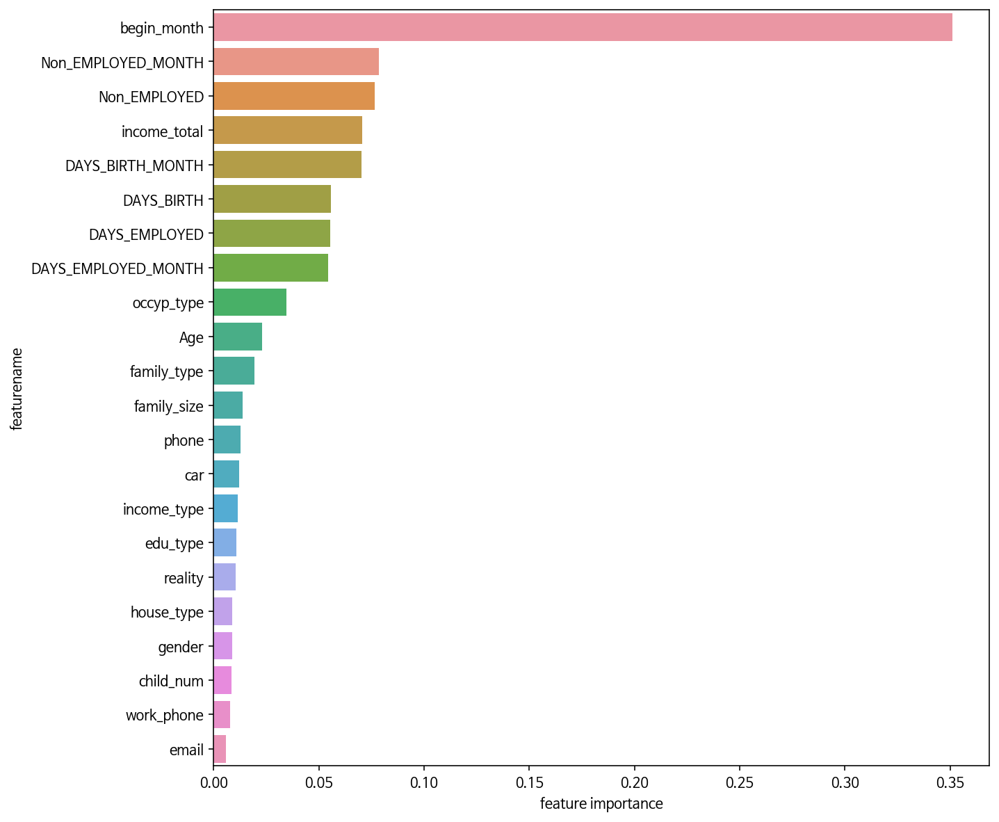 begin_month
Non_EMPLOYED_MONTH
Non_EMPLOYED
income_total
DAYS_BIRTH_MONTH
DAYS_BIRTH
DAYS_EMPLOYED
DAYS_EMPLOYED_MONTH
occyp_type
Age
family_type
family_size
phone
car
income_type
edu_type
reality
house_type
gender
child_num
work_phone
email
featurename
0.00 0.05 0.10 0.15 0.20 0.25 0.30 0.35
feature importance